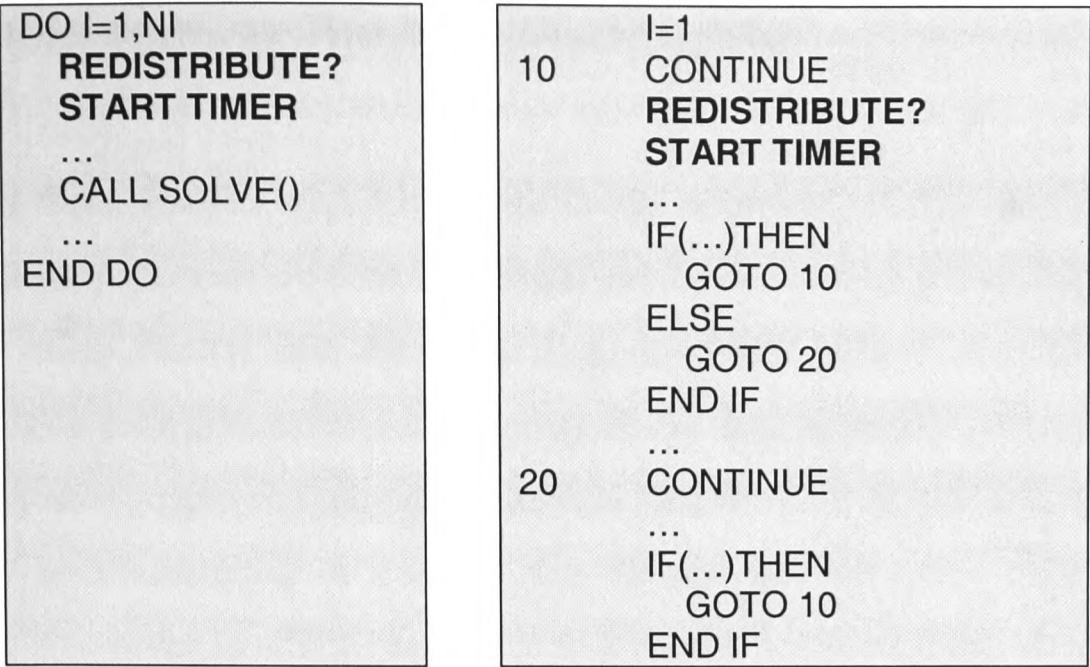 DO I=1,NI
REDISTRIBUTE?
START TIMER
...
CALL SOLVE()
...
END DO
I=1
10 CONTINUE
REDISTRIBUTE?
START TIMER
...
IF(...)THEN
GOTO 10
ELSE
GOTO 20
END IF
...
20 CONTINUE
...
IF(...)THEN
GOTO 10
END IF